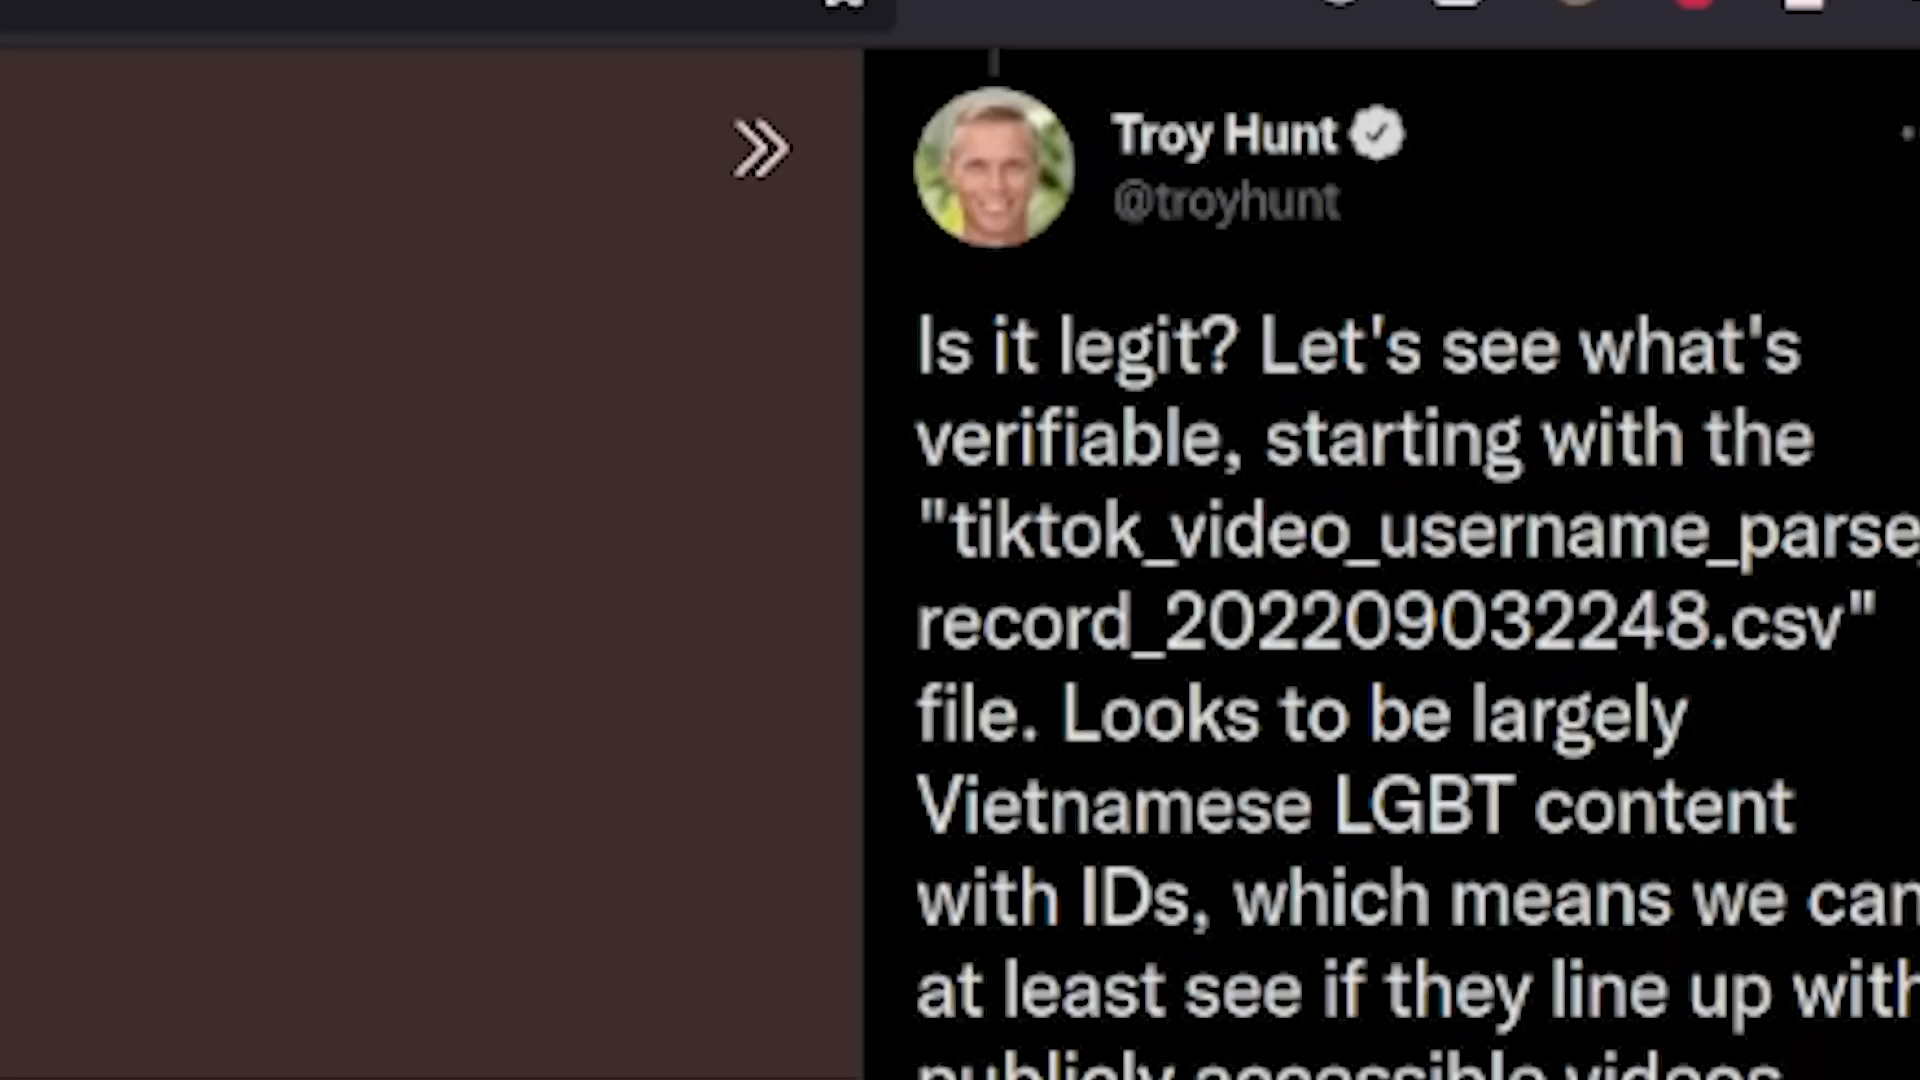 Troy Hunt
@troyhunt
Is it legit? Let's see what's
verifiable, starting with the
"tiktok_video_username_parse_
record_202209032248.csv"
file. Looks to be largely
Vietnamese LGBT content
with IDs, which means we can
at least see if they line up with
publicly accessible videos